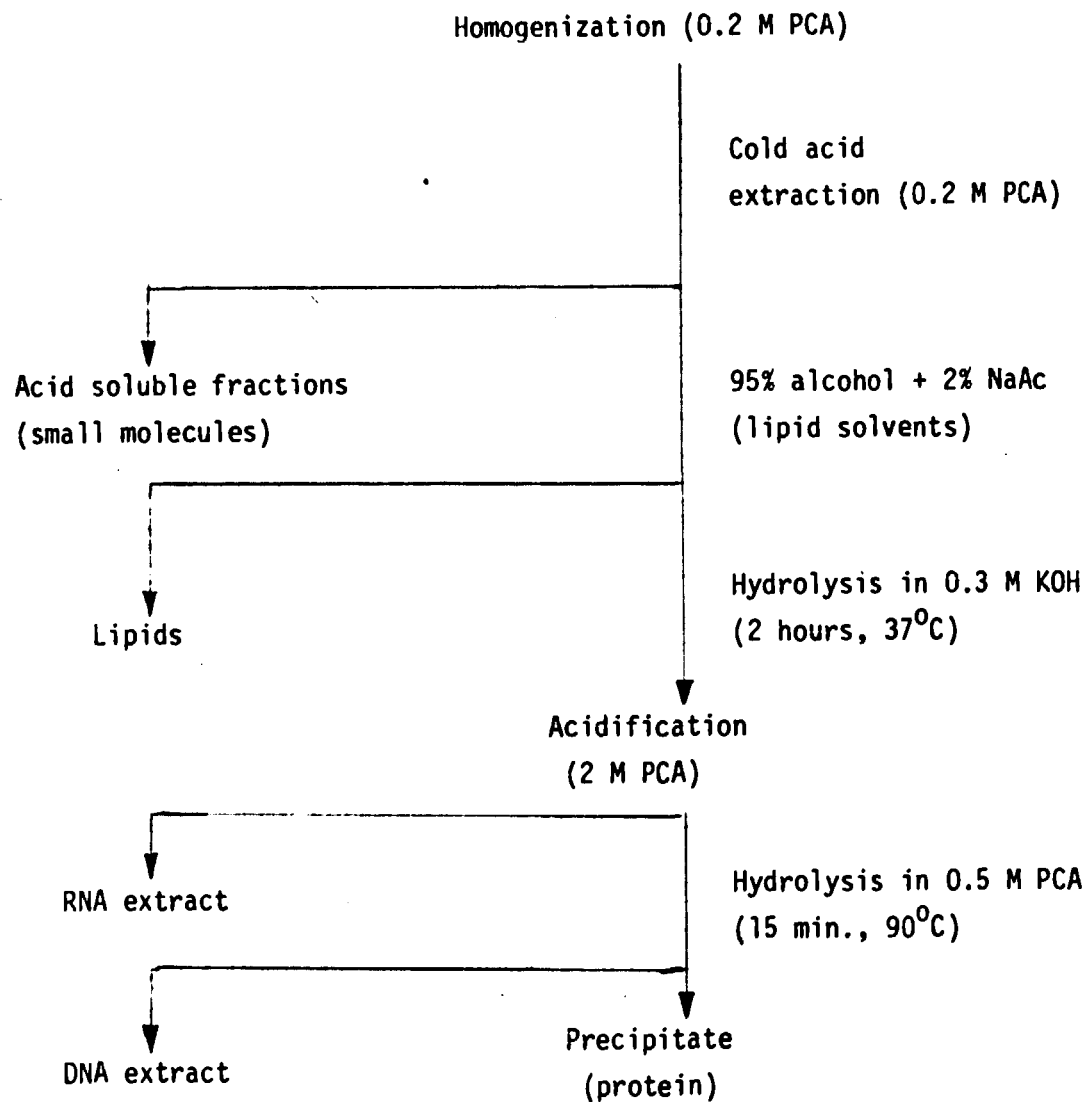 Homogenization (0.2 M PCA)
Cold acid
extraction (0.2 M PCA)
Acid soluble fractions
(small molecules)
95% alcohol + 2% NaAc
(lipid solvents)
Lipids
Hydrolysis in 0.3 M KOH
(2 hours, 37⁰C)
Acidification
(2 M PCA)
RNA extract
Hydrolysis in 0.5 M PCA
(15 min., 90⁰C)
DNA extract
Precipitate
(protein)